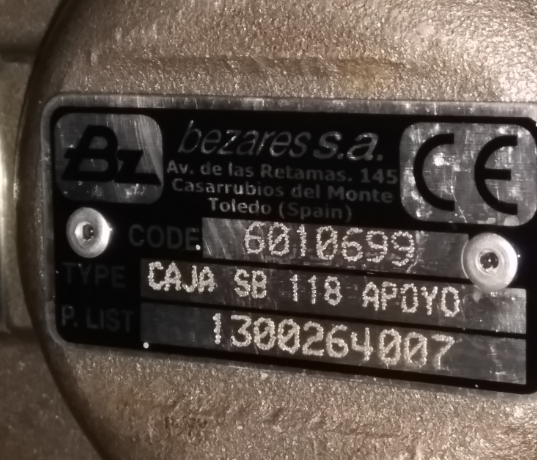 Bz
bezares s.a.
Av. de las Retamas. 145
Casarrubios del Monte
Toledo (Spain)
CE
CODE 6010699
TYPE CAJA SB 118 APOYO
P. LIST 1300264007